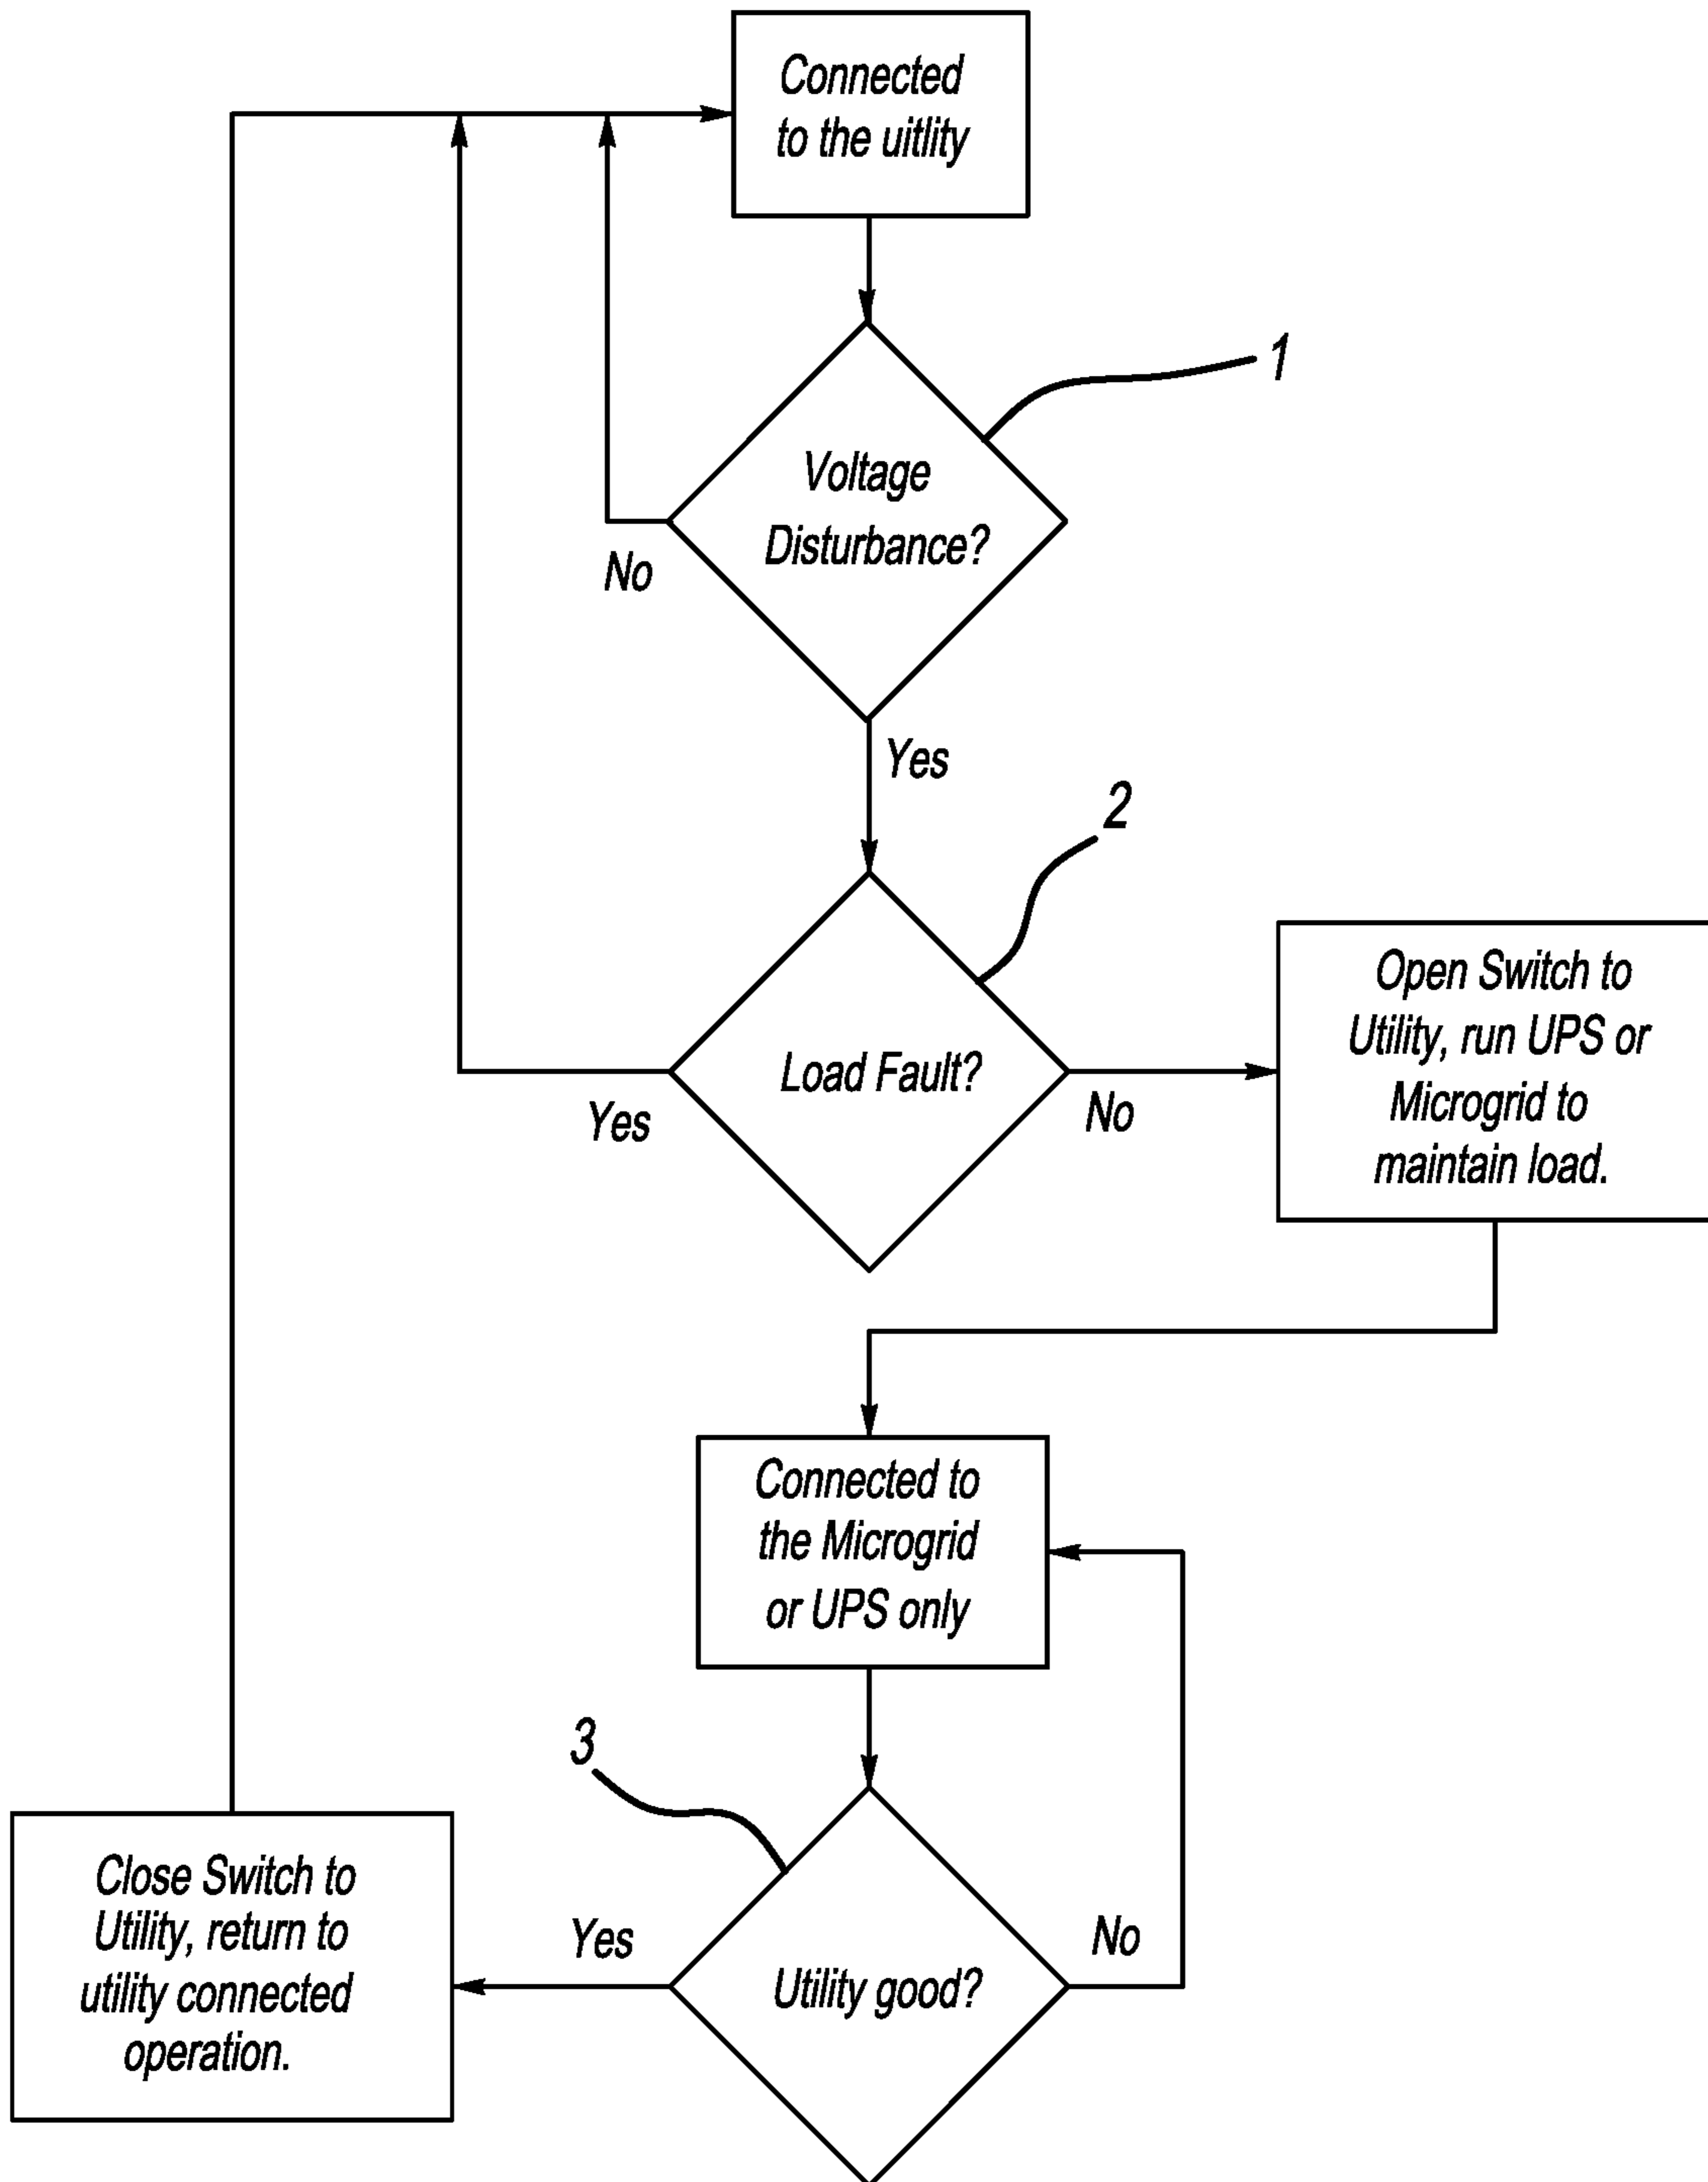 Connected
to the uitlity
1
Voltage
Disturbance?
No
Yes
2
Load Fault?
Yes
No
Open Switch to
Utility, run UPS or
Microgrid to
maintain load.
Connected to
the Microgrid
or UPS only
3
Utility good?
Yes
No
Close Switch to
Utility, return to
utility connected
operation.